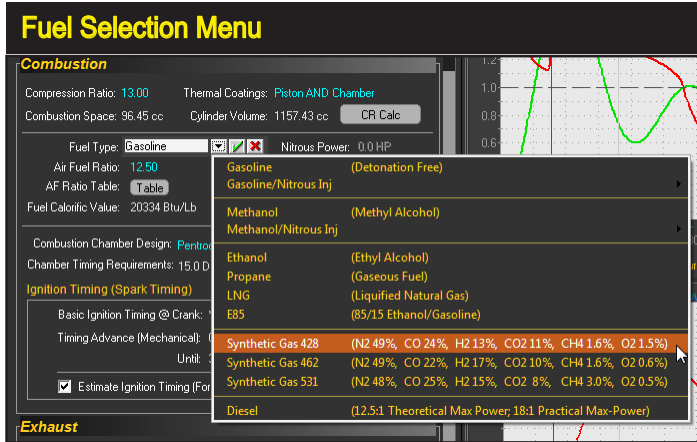 Fuel Selection Menu
Combustion
Compression Ratio: 13.00 Thermal Coatings: Piston AND Chamber
Combustion Space: 96.45 cc Cylinder Volume: 1157.43 cc CR Calc
Fuel Type: Gasoline Nitrous Power: 0.0 HP
Air Fuel Ratio: 12.50
AF Ratio Table: Table
Fuel Calorific Value: 20334 Btu/Lb
Combustion Chamber Design: Pentroo
Chamber Timing Requirements: 15.0 D
Ignition Timing (Spark Timing)
Basic Ignition Timing @ Crank:
Timing Advance (Mechanical):
Until:
Estimate Ignition Timing (For
Exhaust
Gasoline (Detonation Free)
Gasoline/Nitrous Inj
Methanol (Methyl Alcohol)
Methanol/Nitrous Inj
Ethanol (Ethyl Alcohol)
Propane (Gaseous Fuel)
LNG (Liquified Natural Gas)
E85 (85/15 Ethanol/Gasoline)
Synthetic Gas 428 (N2 49%, CO 24%, H2 13%, CO2 11%, CH4 1.6%, O2 1.5%)
Synthetic Gas 462 (N2 49%, CO 22%, H2 17%, CO2 10%, CH4 1.6%, O2 0.6%)
Synthetic Gas 531 (N2 48%, CO 25%, H2 15%, CO2 8%, CH4 3.0%, O2 0.5%)
Diesel (12.5:1 Theoretical Max Power; 18:1 Practical Max-Power)
1.2
1.0
0.8
0.6